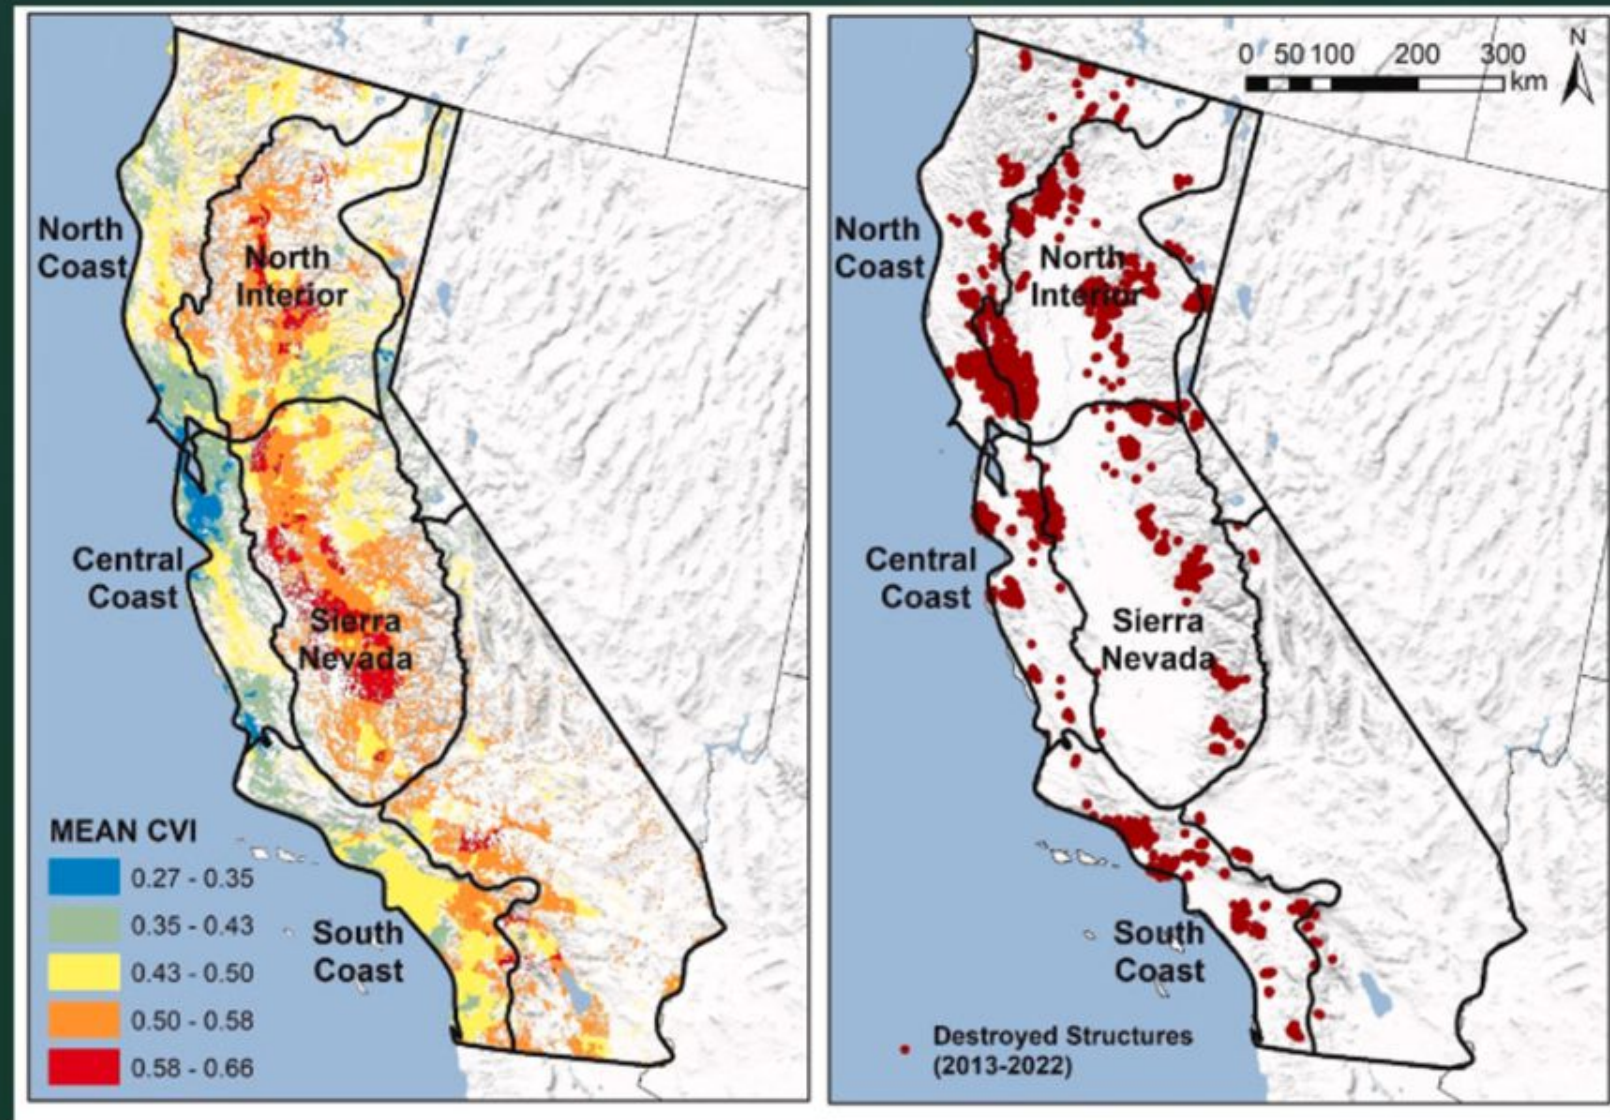 North
Coast
North
Interior
Central
Coast
Sierra
Nevada
South
Coast
MEAN CVI
0.27 - 0.35
0.35 - 0.43
0.43 - 0.50
0.50 - 0.58
0.58 - 0.66
0 50 100 200 300
km
N
North
Coast
North
Interior
Central
Coast
Sierra
Nevada
South
Coast
Destroyed Structures
(2013-2022)